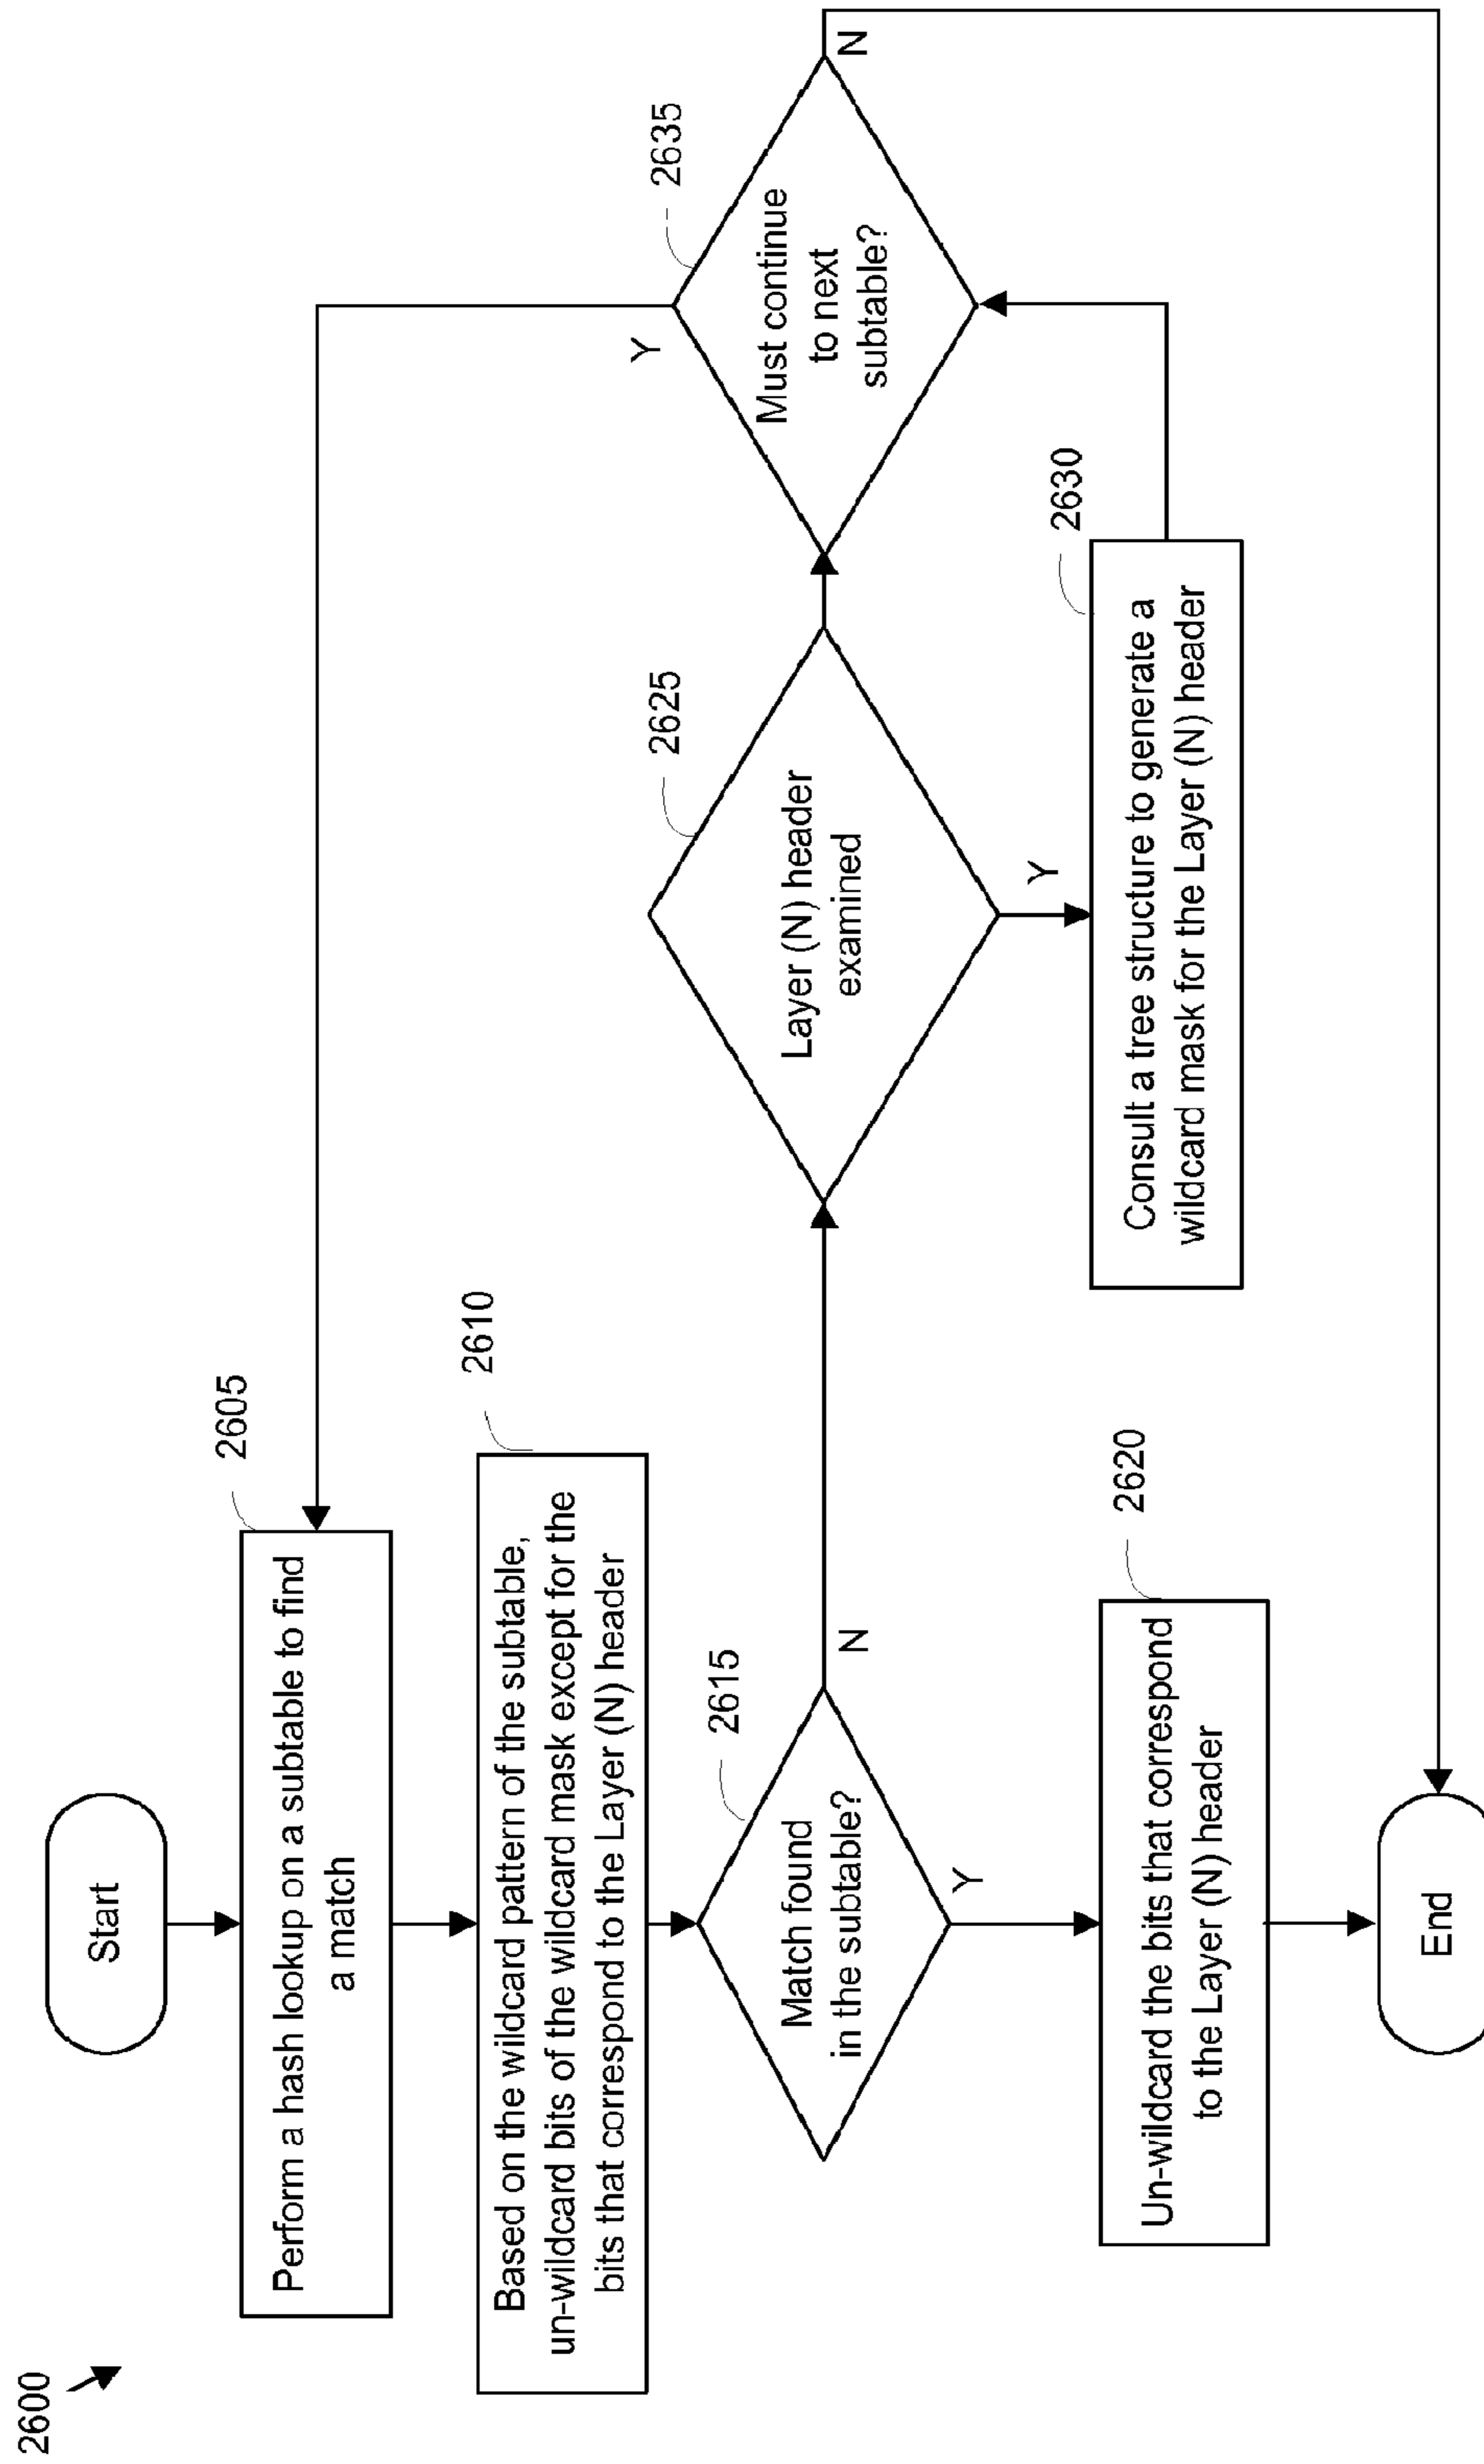 2600
Start
2605
Perform a hash lookup on a subtable to find
a match
2610
Based on the wildcard pattern of the subtable,
un-wildcard bits of the wildcard mask except for the
bits that correspond to the Layer (N) header
2615
Match found
in the subtable?
N
Y
2620
Un-wildcard the bits that correspond
to the Layer (N) header
End
2625
Layer (N) header
examined
Y
2630
Consult a tree structure to generate a
wildcard mask for the Layer (N) header
2635
Must continue
to next
subtable?
Y
N